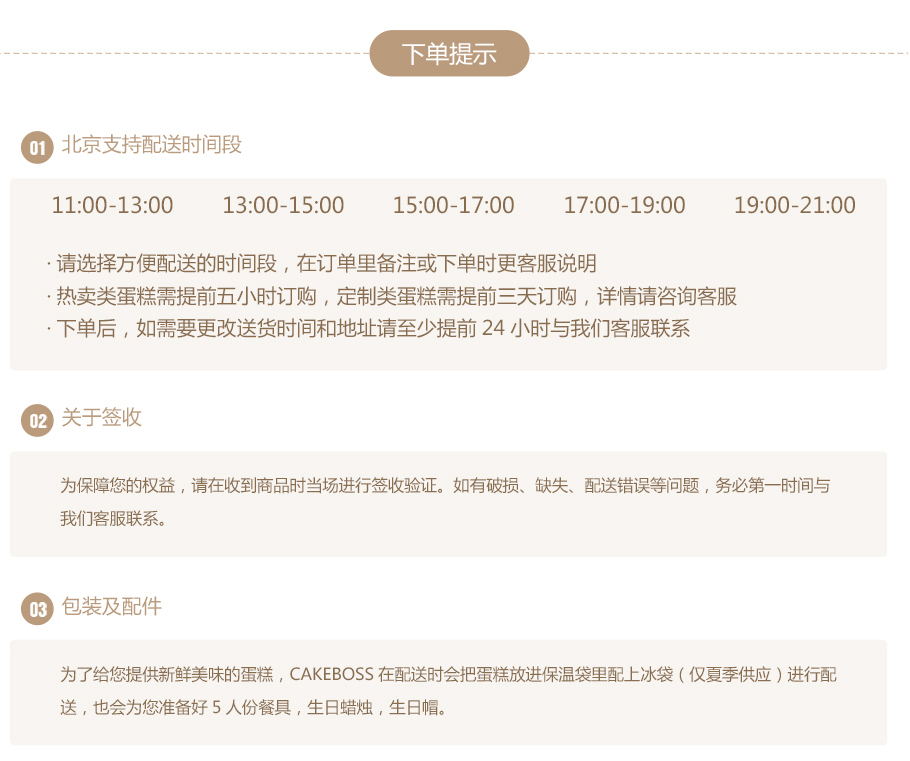 下单提示
01 北京支持配送时间段
11:00-13:00 13:00-15:00 15:00-17:00 17:00-19:00 19:00-21:00
· 请选择方便配送的时间段，在订单里备注或下单时更客服说明
· 热卖类蛋糕需提前五小时订购，定制类蛋糕需提前三天订购，详情请咨询客服
· 下单后，如需要更改送货时间和地址请至少提前 24 小时与我们客服联系
02 关于签收
为保障您的权益，请在收到商品时当场进行签收验证。如有破损、缺失、配送错误等问题，务必第一时间与
我们客服联系。
03 包装及配件
为了给您提供新鲜美味的蛋糕，CAKEBOSS 在配送时会把蛋糕放进保温袋里配上冰袋（仅夏季供应）进行配
送，也会为您准备好 5 人份餐具，生日蜡烛，生日帽。